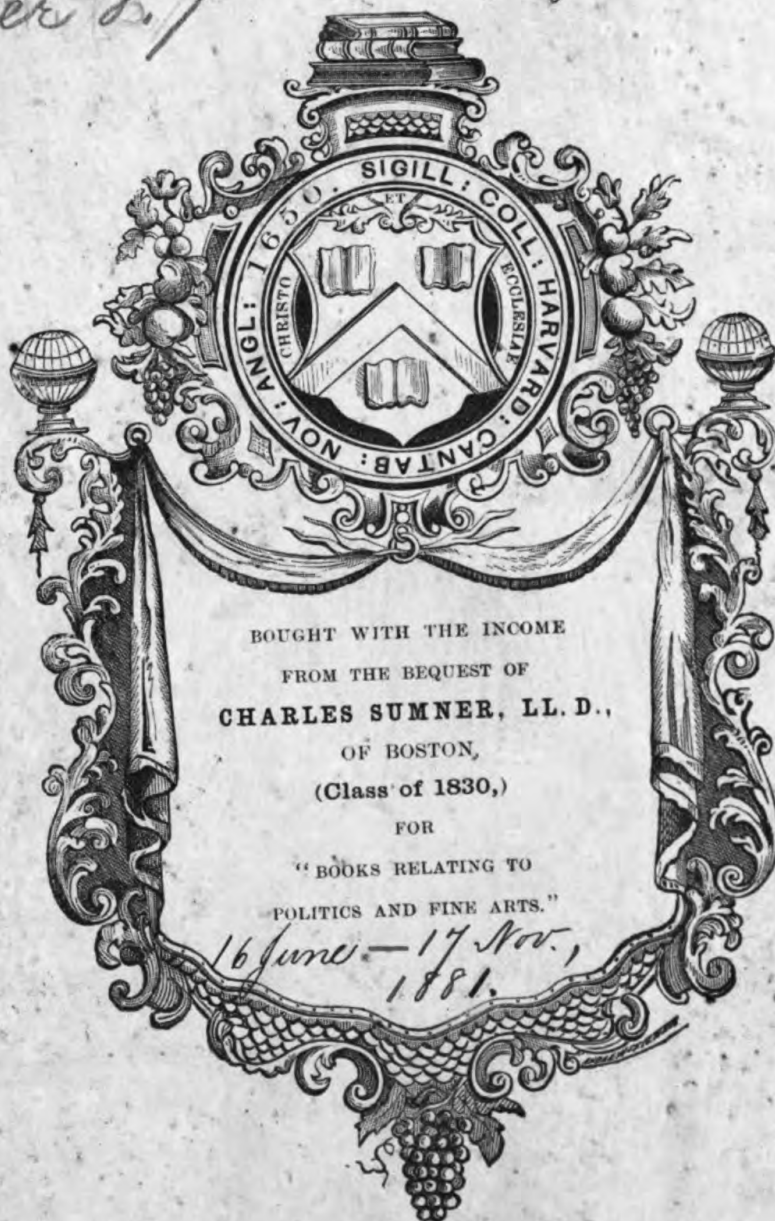 SIGILL: COLL: HARVARD: CANTAB: NOV: ANGL: 1650.
CHRISTO
ET
ECCLESIAE
BOUGHT WITH THE INCOME
FROM THE BEQUEST OF
CHARLES SUMNER, LL. D.,
OF BOSTON,
(Class of 1830,)
FOR
"BOOKS RELATING TO
POLITICS AND FINE ARTS."
16 June — 17 Nov.,
1881.